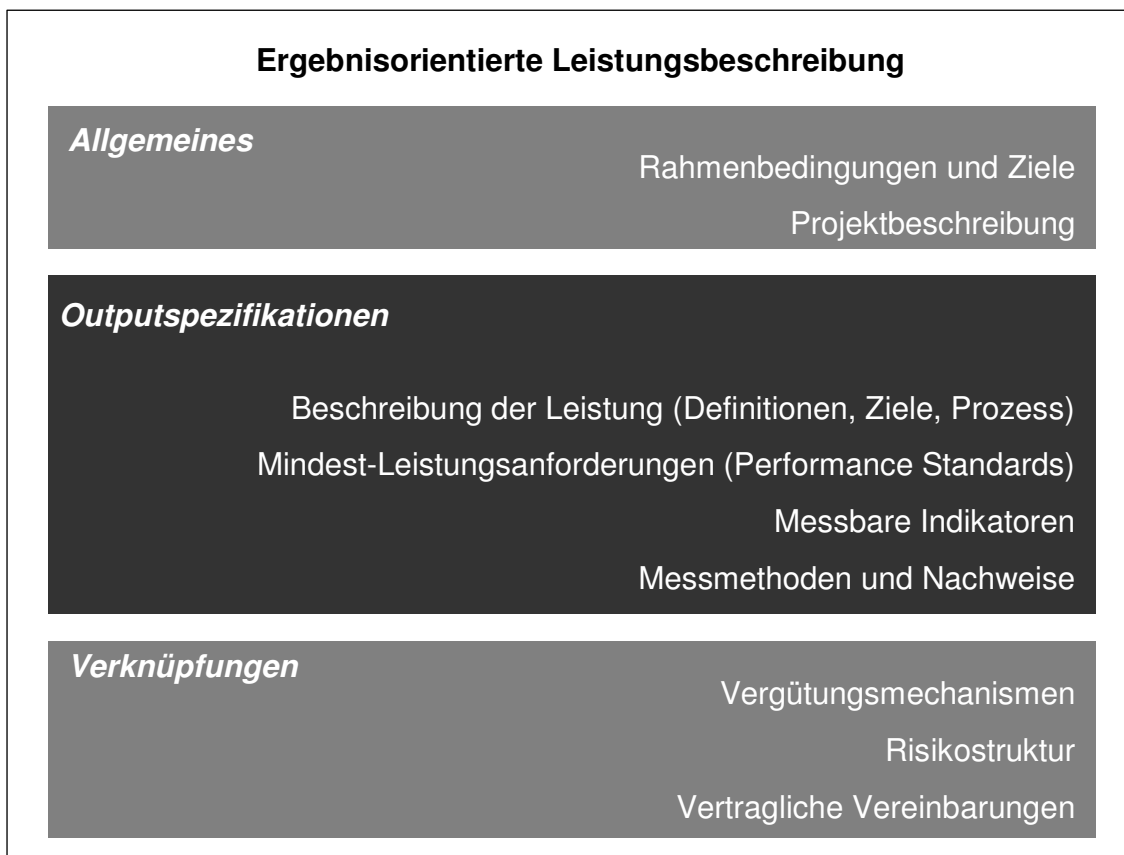 Ergebnisorientierte Leistungsbeschreibung
Allgemeines
Rahmenbedingungen und Ziele
Projektbeschreibung
Outputspezifikationen
Beschreibung der Leistung (Definitionen, Ziele, Prozess)
Mindest-Leistungsanforderungen (Performance Standards)
Messbare Indikatoren
Messmethoden und Nachweise
Verknüpfungen
Vergütungsmechanismen
Risikostruktur
Vertragliche Vereinbarungen